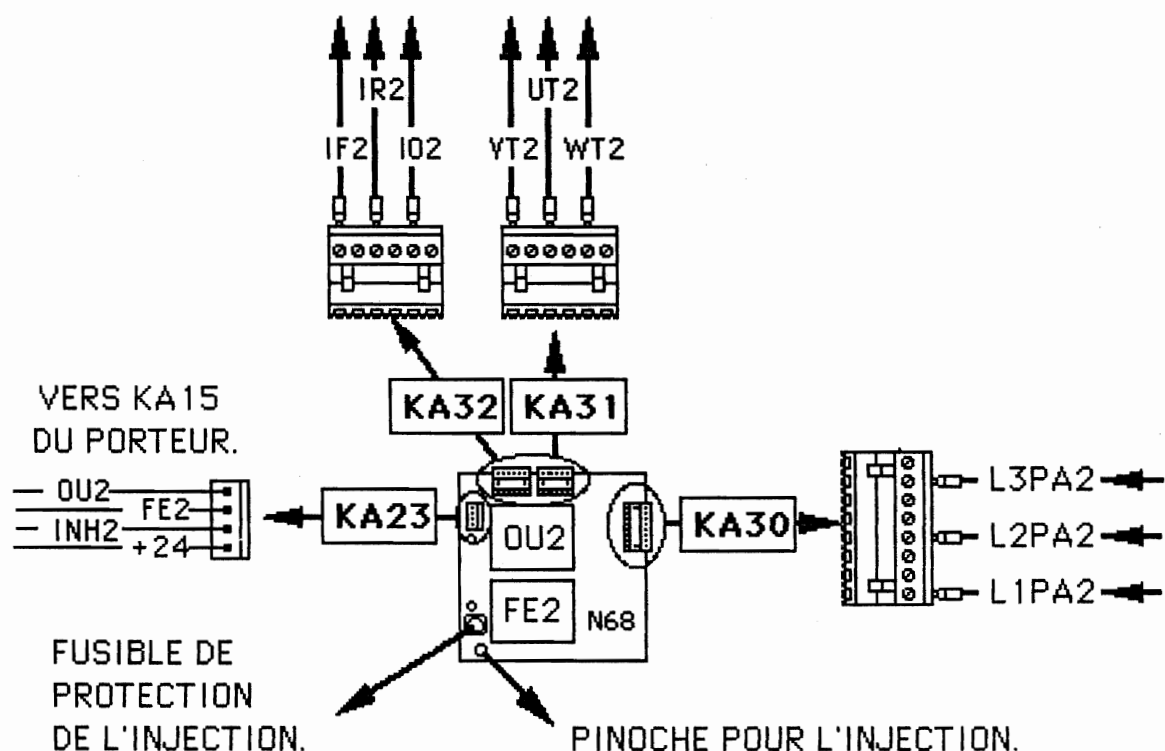 IR2
UT2
IF2
IO2
YT2
WT2
KA32
KA31
VERS KA15
DU PORTEUR.
OU2
FE2
INH2
+24
KA23
OU2
KA30
L3PA2
L2PA2
L1PA2
FE2
N68
FUSIBLE DE
PROTECTION
DE L'INJECTION.
PINOCHE POUR L'INJECTION.